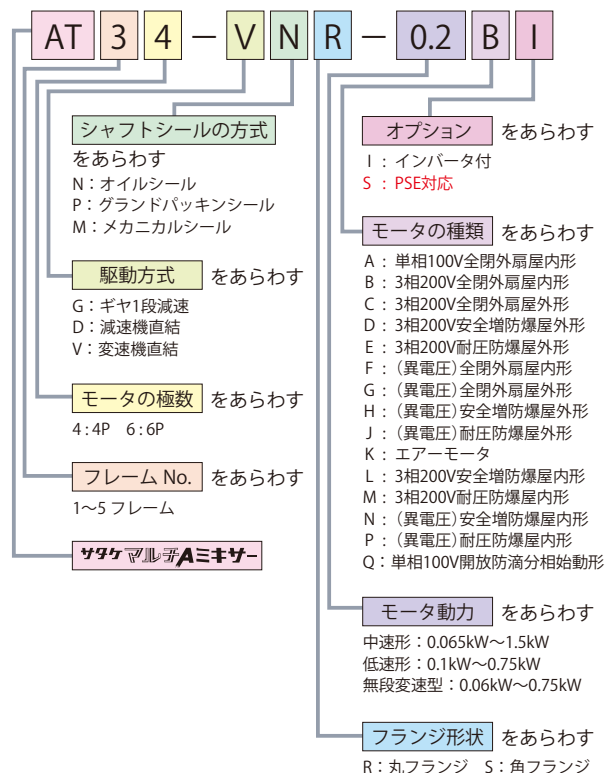 AT 3 4 － V N R － 0.2 B I
シャフトシールの方式
をあらわす
N：オイルシール
P：グランドパッキンシール
M：メカニカルシール
駆動方式 をあらわす
G：ギヤ1段減速
D：減速機直結
V：変速機直結
モータの極数 をあらわす
4：4P 6：6P
フレーム No. をあらわす
1〜5 フレーム
サタケマルチAミキサー
オプション をあらわす
I：インバータ付
S：PSE対応
モータの種類 をあらわす
A：単相100V全閉外扇屋内形
B：3相200V全閉外扇屋内形
C：3相200V全閉外扇屋外形
D：3相200V安全増防爆屋外形
E：3相200V耐圧防爆屋外形
F：（異電圧）全閉外扇屋内形
G：（異電圧）全閉外扇屋外形
H：（異電圧）安全増防爆屋外形
J：（異電圧）耐圧防爆屋外形
K：エアーモータ
L：3相200V安全増防爆屋内形
M：3相200V耐圧防爆屋内形
N：（異電圧）安全増防爆屋内形
P：（異電圧）耐圧防爆屋内形
Q：単相100V開放防滴分相始動形
モータ動力 をあらわす
中速形：0.065kW〜1.5kW
低速形：0.1kW〜0.75kW
無段変速型：0.06kW〜0.75kW
フランジ形状 をあらわす
R：丸フランジ S：角フランジ